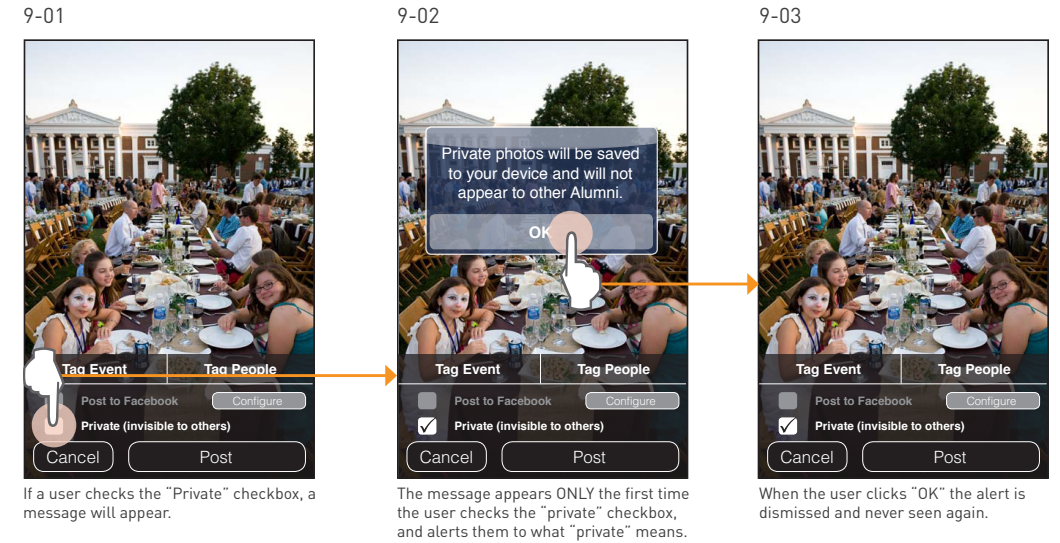 9-01
Tag Event
Tag People
Post to Facebook
Configure
Private (invisible to others)
Cancel
Post
If a user checks the “Private” checkbox, a
message will appear.
9-02
Private photos will be saved
to your device and will not
appear to other Alumni.
OK
Tag Event
Tag People
Post to Facebook
Configure
Private (invisible to others)
Cancel
Post
The message appears ONLY the first time
the user checks the “private” checkbox,
and alerts them to what “private” means.
9-03
Tag Event
Tag People
Post to Facebook
Configure
Private (invisible to others)
Cancel
Post
When the user clicks “OK” the alert is
dismissed and never seen again.